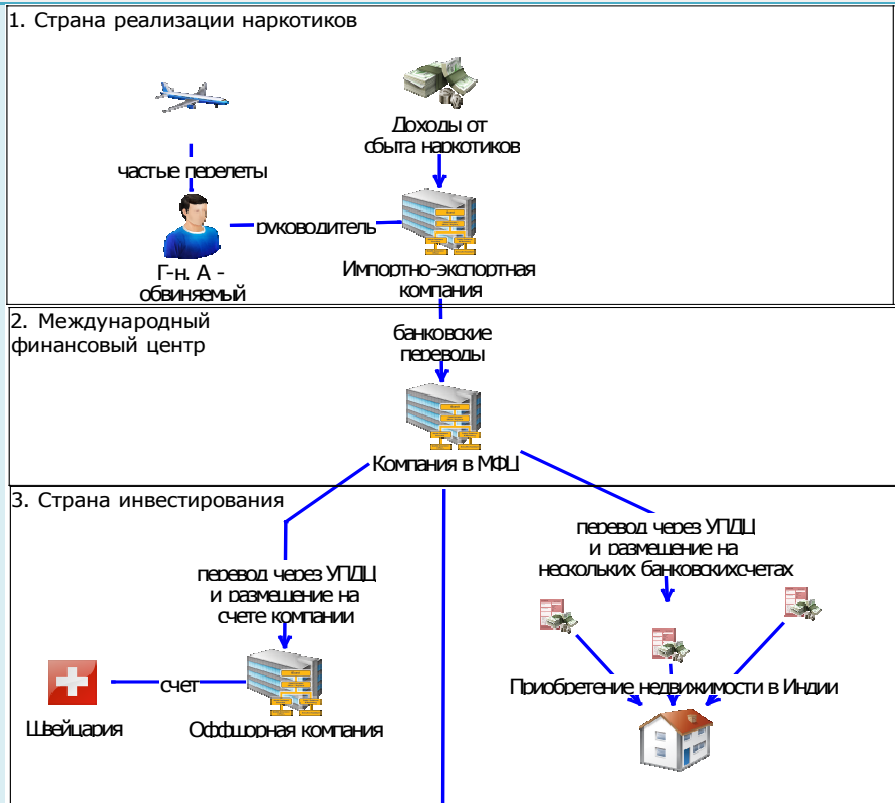 1. Страна реализации наркотиков
Доходы от
сбыта наркотиков
частые перелеты
руководитель
Г-н. А -
обвиняемый
Импортно-экспортная
компания
2. Международный
финансовый центр
банковские
переводы
Компания в МФЦ
3. Страна инвестирования
перевод через УПДЦ
и размещение на
счете компании
перевод через УПДЦ
и размещение на
нескольких банковскихсчетах
счет
Швейцария
Оффшорная компания
Приобретение недвижимости в Индии